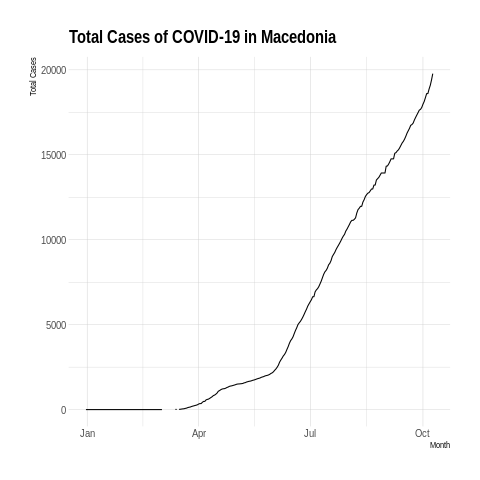 Total Cases of COVID-19 in Macedonia
Total Cases
20000
15000
10000
5000
0
Jan Apr Jul Oct
Month